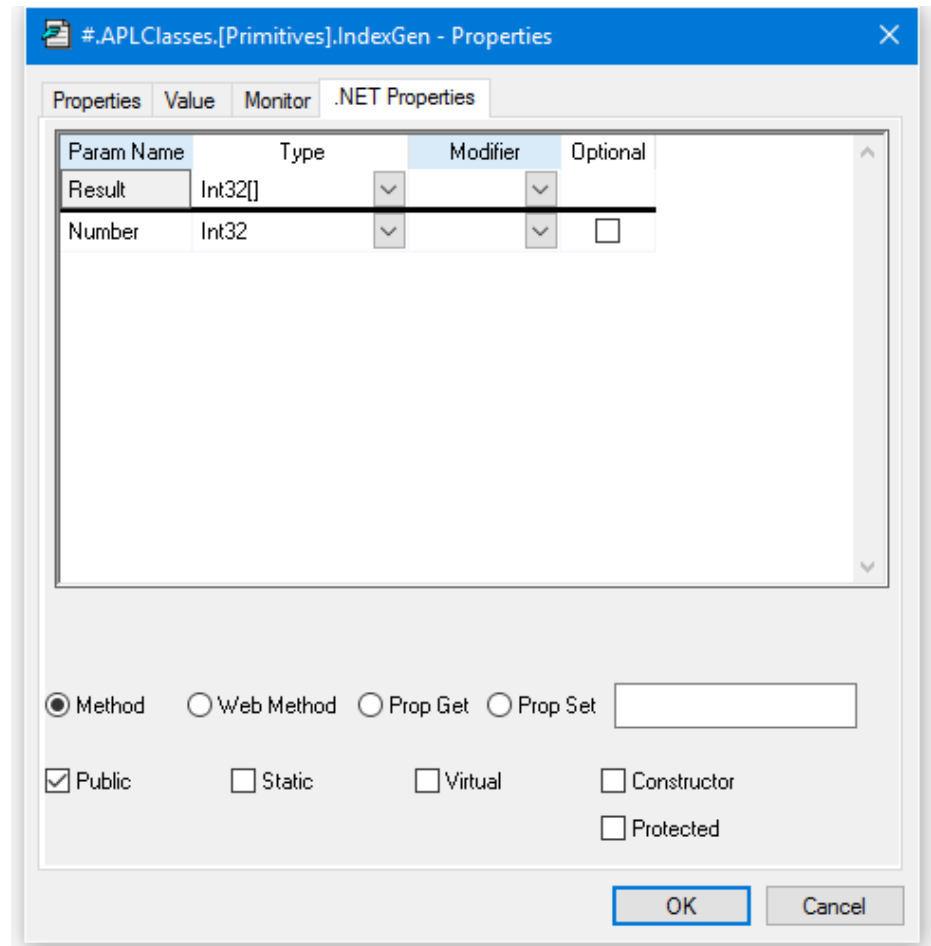 #.APLClasses.[Primitives].IndexGen - Properties
Properties Value Monitor .NET Properties
Param Name Type Modifier Optional
Result Int32[]
Number Int32
Method Web Method Prop Get Prop Set
Public Static Virtual Constructor
Protected
OK Cancel